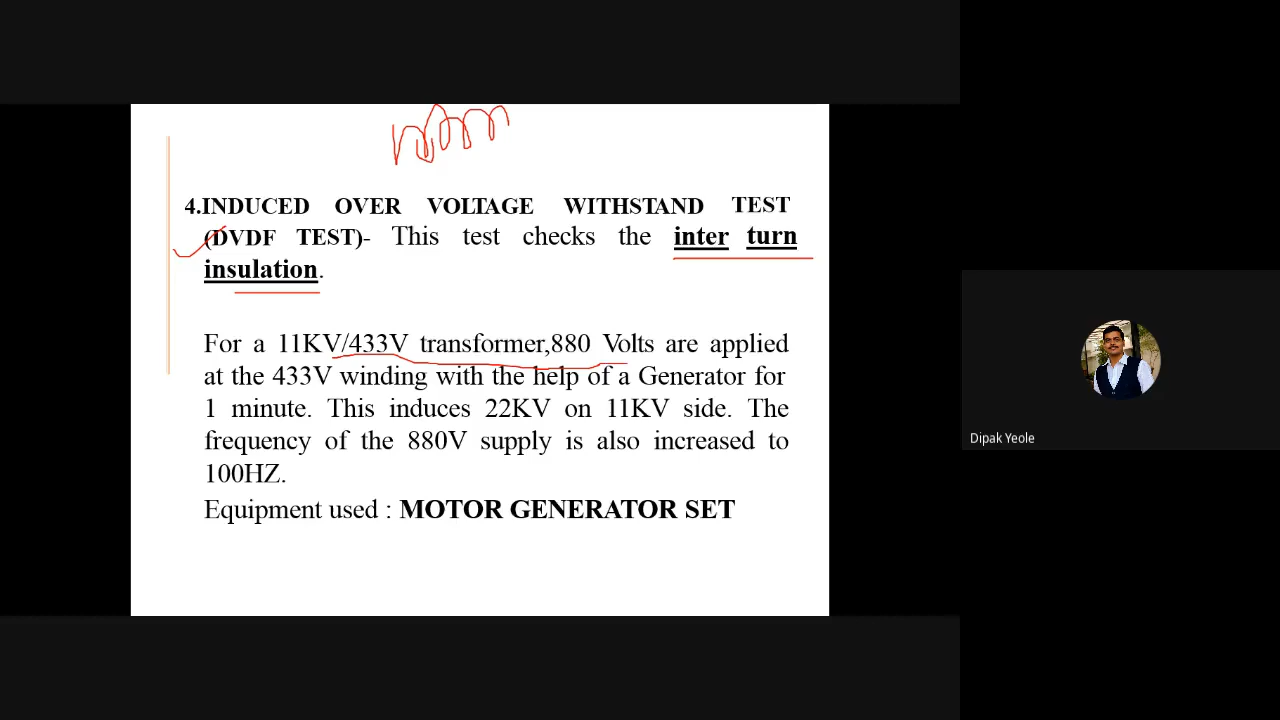 4.INDUCED OVER VOLTAGE WITHSTAND TEST
(DVDF TEST)- This test checks the inter turn
insulation.
For a 11KV/433V transformer,880 Volts are applied
at the 433V winding with the help of a Generator for
1 minute. This induces 22KV on 11KV side. The
frequency of the 880V supply is also increased to
100HZ.
Equipment used : MOTOR GENERATOR SET
Dipak Yeole